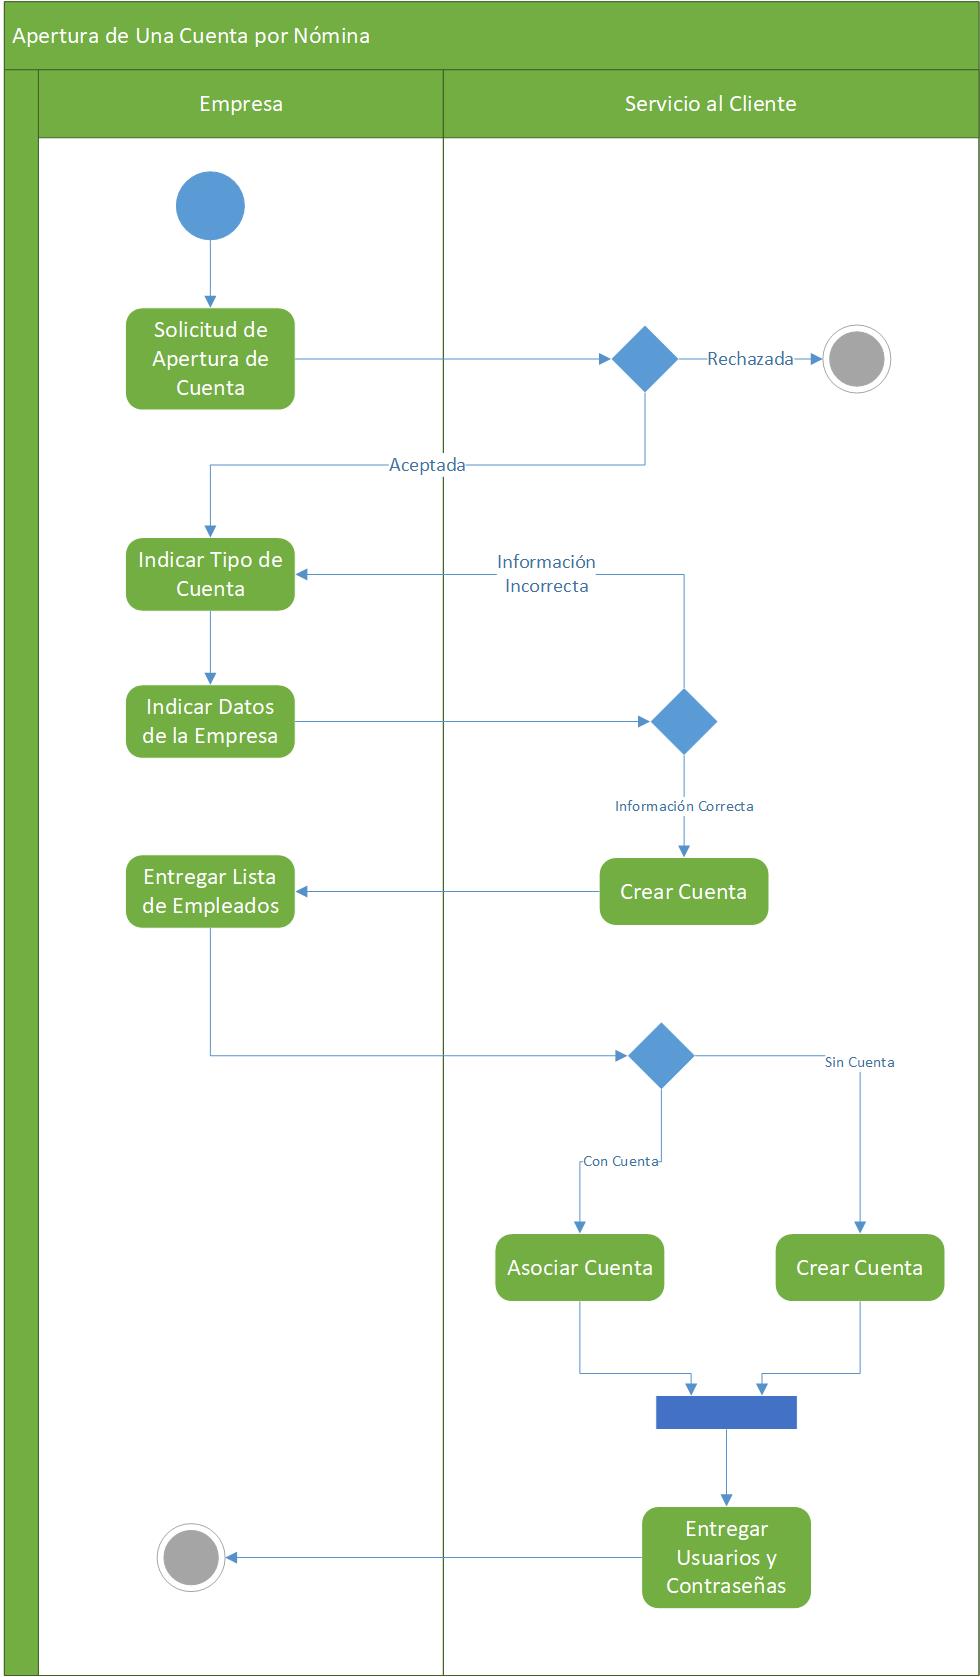 Apertura de Una Cuenta por Nómina
Empresa
Servicio al Cliente
Solicitud de
Apertura de
Cuenta
Rechazada
Aceptada
Indicar Tipo de
Cuenta
Información
Incorrecta
Indicar Datos
de la Empresa
Información Correcta
Entregar Lista
de Empleados
Crear Cuenta
Sin Cuenta
Con Cuenta
Asociar Cuenta
Crear Cuenta
Entregar
Usuarios y
Contraseñas